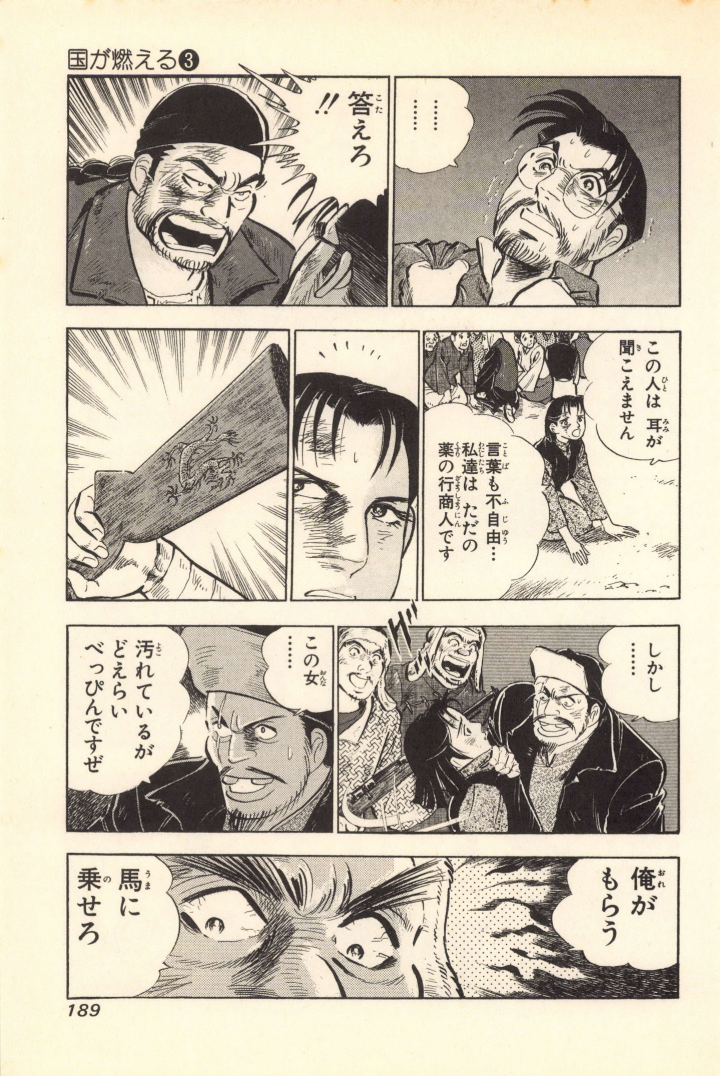 国が燃える❸
………
答えろ
!!
この人は 耳が
聞こえません
言葉も不自由…
私達は ただの
薬の行商人です
しかし
……
この女
……
汚れているが
どえらい
べっぴんですぜ
俺が
もらう
馬に
乗せろ
189